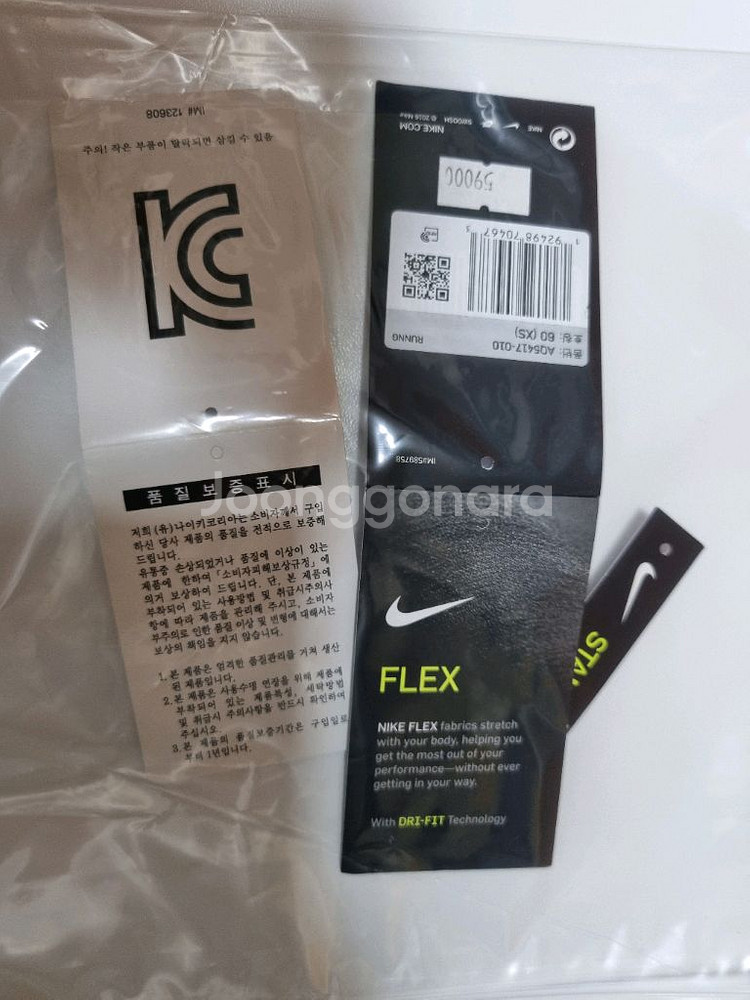 IM# 123608
주의! 작은 부품이 탈락되면 삼킬 수 있음
KC
품질보증표시
저희 (유)나이키코리아는 소비자께서 구입
하신 당사 제품의 품질을 전적으로 보증해
드립니다.
유통중 손상되었거나 품질에 이상이 있는
제품에 한하여 「소비자피해보상규정」에
의거 보상하여 드립니다. 단, 본 제품에
부착되어 있는 사용방법 및 취급시주의사
항에 따라 제품을 관리해 주시고, 소비자
부주의로 인한 품질 이상 및 변형에 대해서는
보상의 책임을 지지 않습니다.
1. 본 제품은 엄격한 품질관리를 거쳐 생산
된 제품입니다.
2. 본 제품은 사용수명 연장을 위해 제품에
부착되어 있는 제품특성, 세탁방법
및 취급시 주의사항을 반드시 확인하여
주십시오.
3. 본 제품의 품질보증기간은 구입일로
부터 1년입니다.
NIKE.COM
SWOOSH
59000
1 92498 70467 3
품번: AQ5417-010
호칭: 60 (XS)
RUNNG
IM#589758
Joonggonara
FLEX
NIKE FLEX fabrics stretch
with your body, helping you
get the most out of your
performance—without ever
getting in your way.
With DRI-FIT Technology